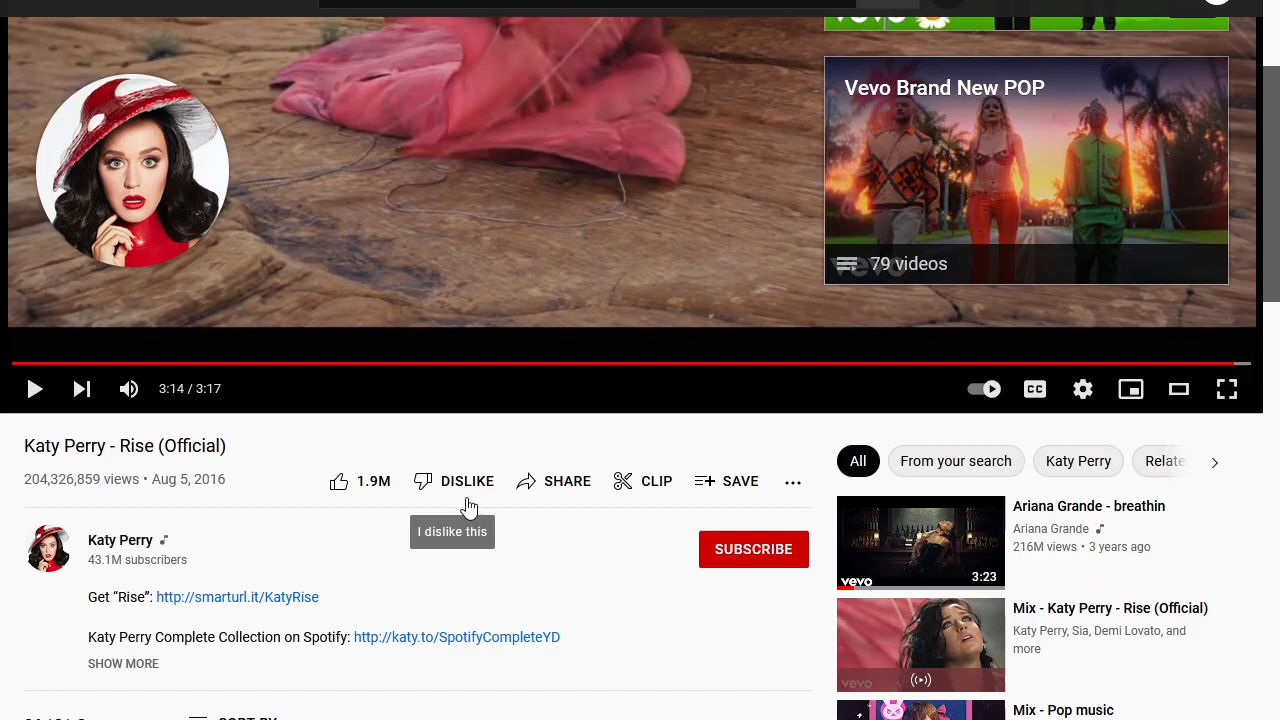 Vevo Brand New POP
79 videos
3:14 / 3:17
CC
Katy Perry - Rise (Official)
204,326,859 views • Aug 5, 2016
1.9M
DISLIKE
SHARE
CLIP
SAVE
I dislike this
Katy Perry
43.1M subscribers
SUBSCRIBE
Get “Rise”: http://smarturl.it/KatyRise
Katy Perry Complete Collection on Spotify: http://katy.to/SpotifyCompleteYD
SHOW MORE
SORT BY
All
From your search
Katy Perry
Relate
vevo
3:23
Ariana Grande - breathin
Ariana Grande
216M views • 3 years ago
vevo
Mix - Katy Perry - Rise (Official)
Katy Perry, Sia, Demi Lovato, and
more
Mix - Pop music